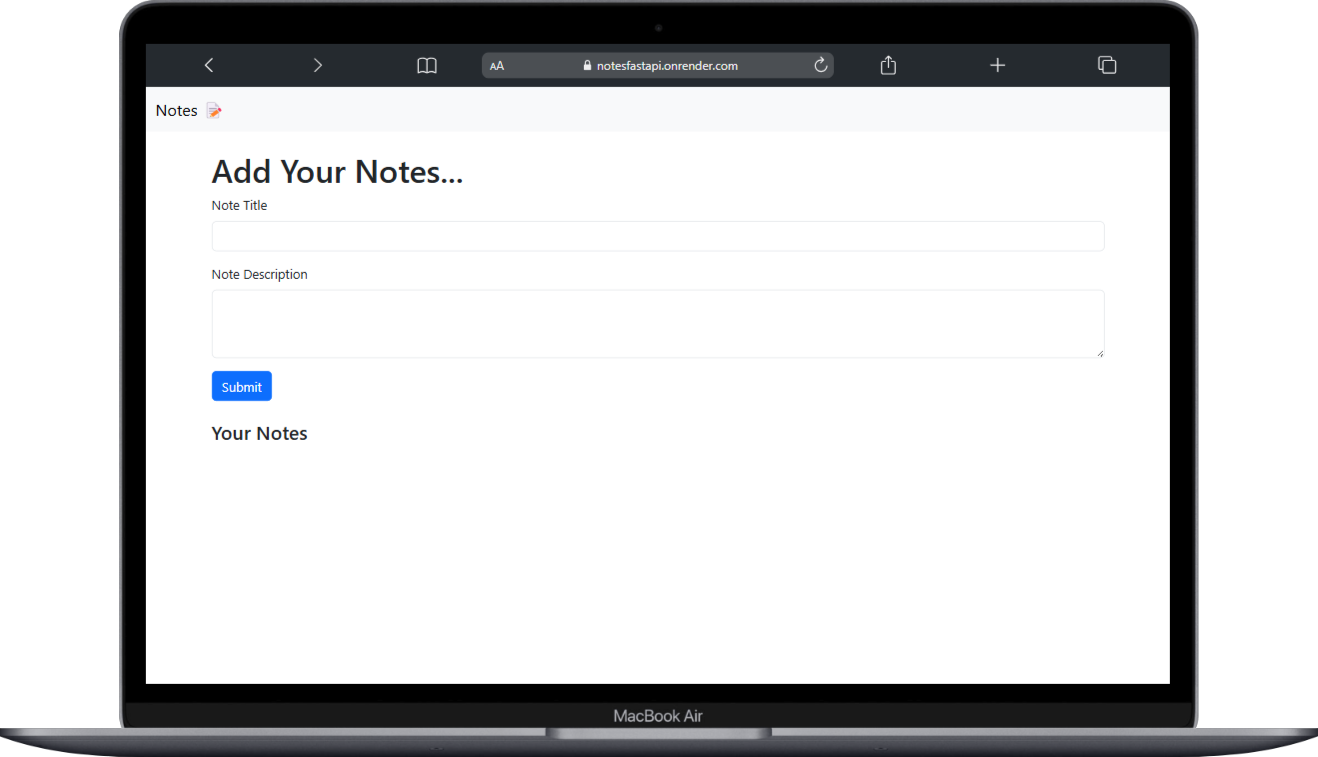 AA notesfastapi.onrender.com
Notes 📝
Add Your Notes...
Note Title
Note Description
Submit
Your Notes
MacBook Air